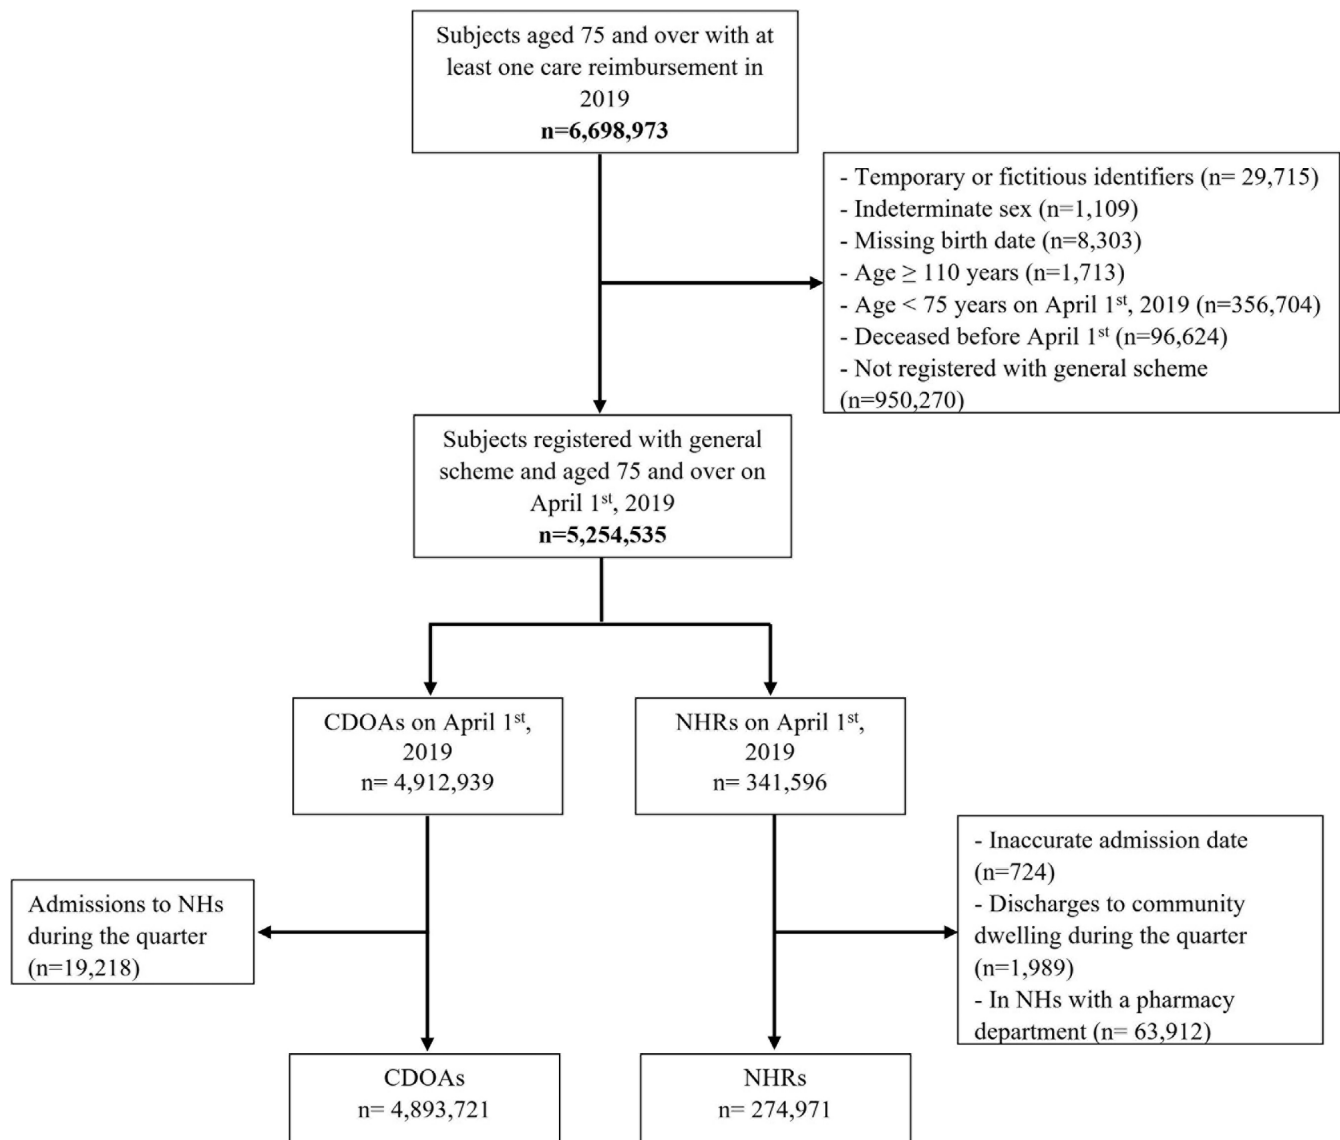 Subjects aged 75 and over with at
least one care reimbursement in
2019
n=6,698,973
- Temporary or fictitious identifiers (n= 29,715)
- Indeterminate sex (n=1,109)
- Missing birth date (n=8,303)
- Age ≥ 110 years (n=1,713)
- Age < 75 years on April 1st, 2019 (n=356,704)
- Deceased before April 1st (n=96,624)
- Not registered with general scheme
(n=950,270)
Subjects registered with general
scheme and aged 75 and over on
April 1st, 2019
n=5,254,535
CDOAs on April 1st,
2019
n= 4,912,939
NHRs on April 1st,
2019
n= 341,596
Admissions to NHs
during the quarter
(n=19,218)
- Inaccurate admission date
(n=724)
- Discharges to community
dwelling during the quarter
(n=1,989)
- In NHs with a pharmacy
department (n= 63,912)
CDOAs
n= 4,893,721
NHRs
n= 274,971